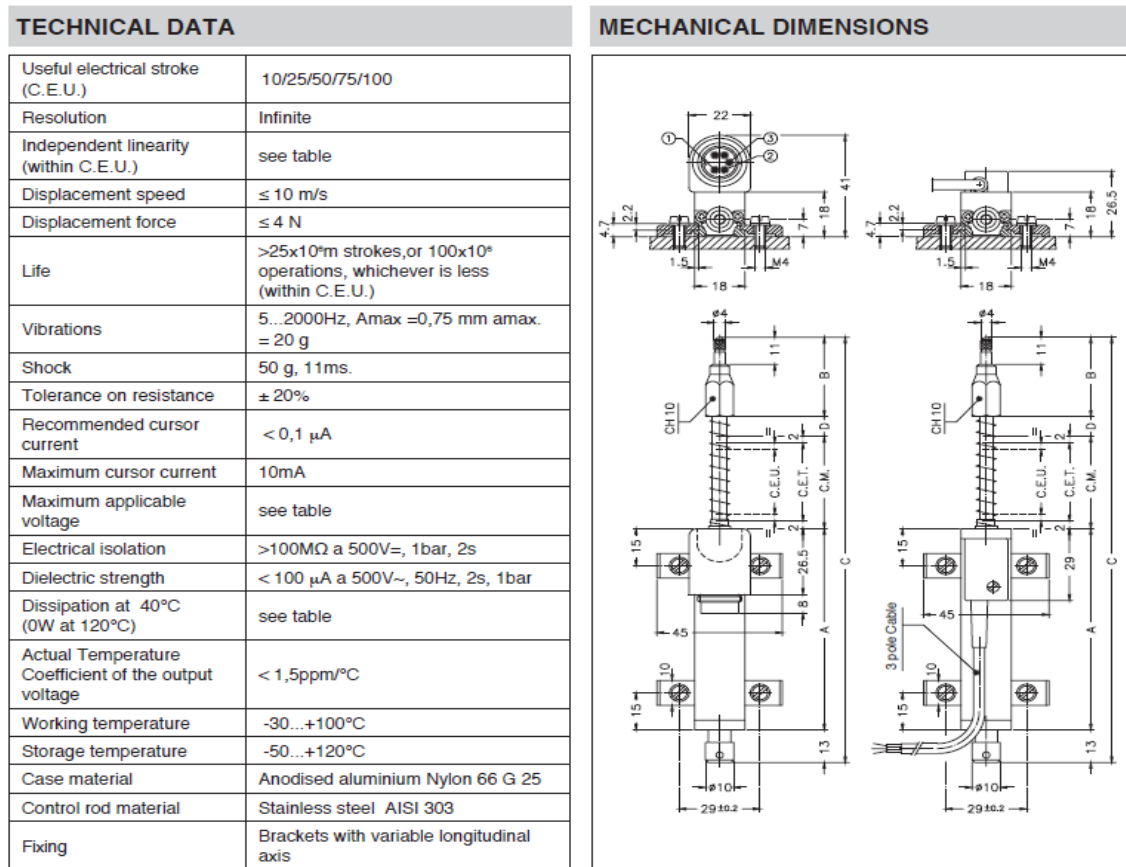 TECHNICAL DATA
Useful electrical stroke
(C.E.U.)
10/25/50/75/100
Resolution
Infinite
Independent linearity
(within C.E.U.)
see table
Displacement speed
≤ 10 m/s
Displacement force
≤ 4 N
Life
>25x10⁶m strokes,or 100x10⁶
operations, whichever is less
(within C.E.U.)
Vibrations
5...2000Hz, Amax =0,75 mm amax.
= 20 g
Shock
50 g, 11ms.
Tolerance on resistance
± 20%
Recommended cursor
current
< 0,1 µA
Maximum cursor current
10mA
Maximum applicable
voltage
see table
Electrical isolation
>100MΩ a 500V=, 1bar, 2s
Dielectric strength
< 100 µA a 500V~, 50Hz, 2s, 1bar
Dissipation at 40°C
(0W at 120°C)
see table
Actual Temperature
Coefficient of the output
voltage
< 1,5ppm/°C
Working temperature
-30...+100°C
Storage temperature
-50...+120°C
Case material
Anodised aluminium Nylon 66 G 25
Control rod material
Stainless steel AISI 303
Fixing
Brackets with variable longitudinal
axis
MECHANICAL DIMENSIONS
22
1
3
2
41
18
7
4.7
2.2
1.5
M4
18
26.5
18
7
4.7
2.2
1.5
M4
18
ø4
11
B
CH 10
D
=
2
C.E.U.
C.E.T.
C.M.
=
2
15
26.5
8
45
C
A
10
15
13
ø10
29 ±0.2
ø4
11
B
CH 10
D
=
2
C.E.U.
C.E.T.
C.M.
=
2
15
29
45
C
A
3 pole Cable
10
15
13
ø10
29 ±0.2